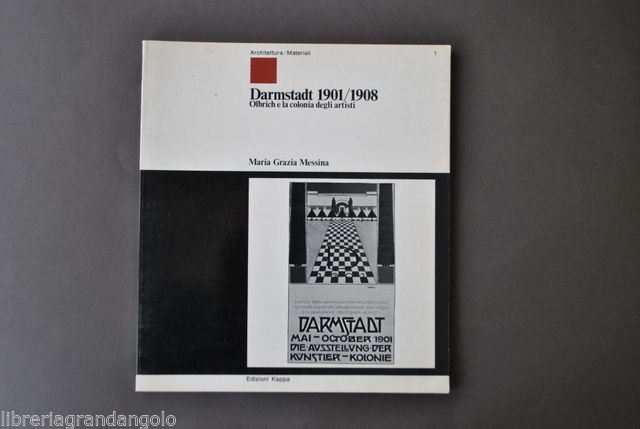 Architettura/Materiali
1
Darmstadt 1901/1908
Olbrich e la colonia degli artisti
Maria Grazia Messina
DARMSTADT
MAI – OCTOBER 1901
DIE AUSSTELLUNG DER
KÜNSTLER – KOLONIE
Edizioni Kappa
libreriagrandangolo